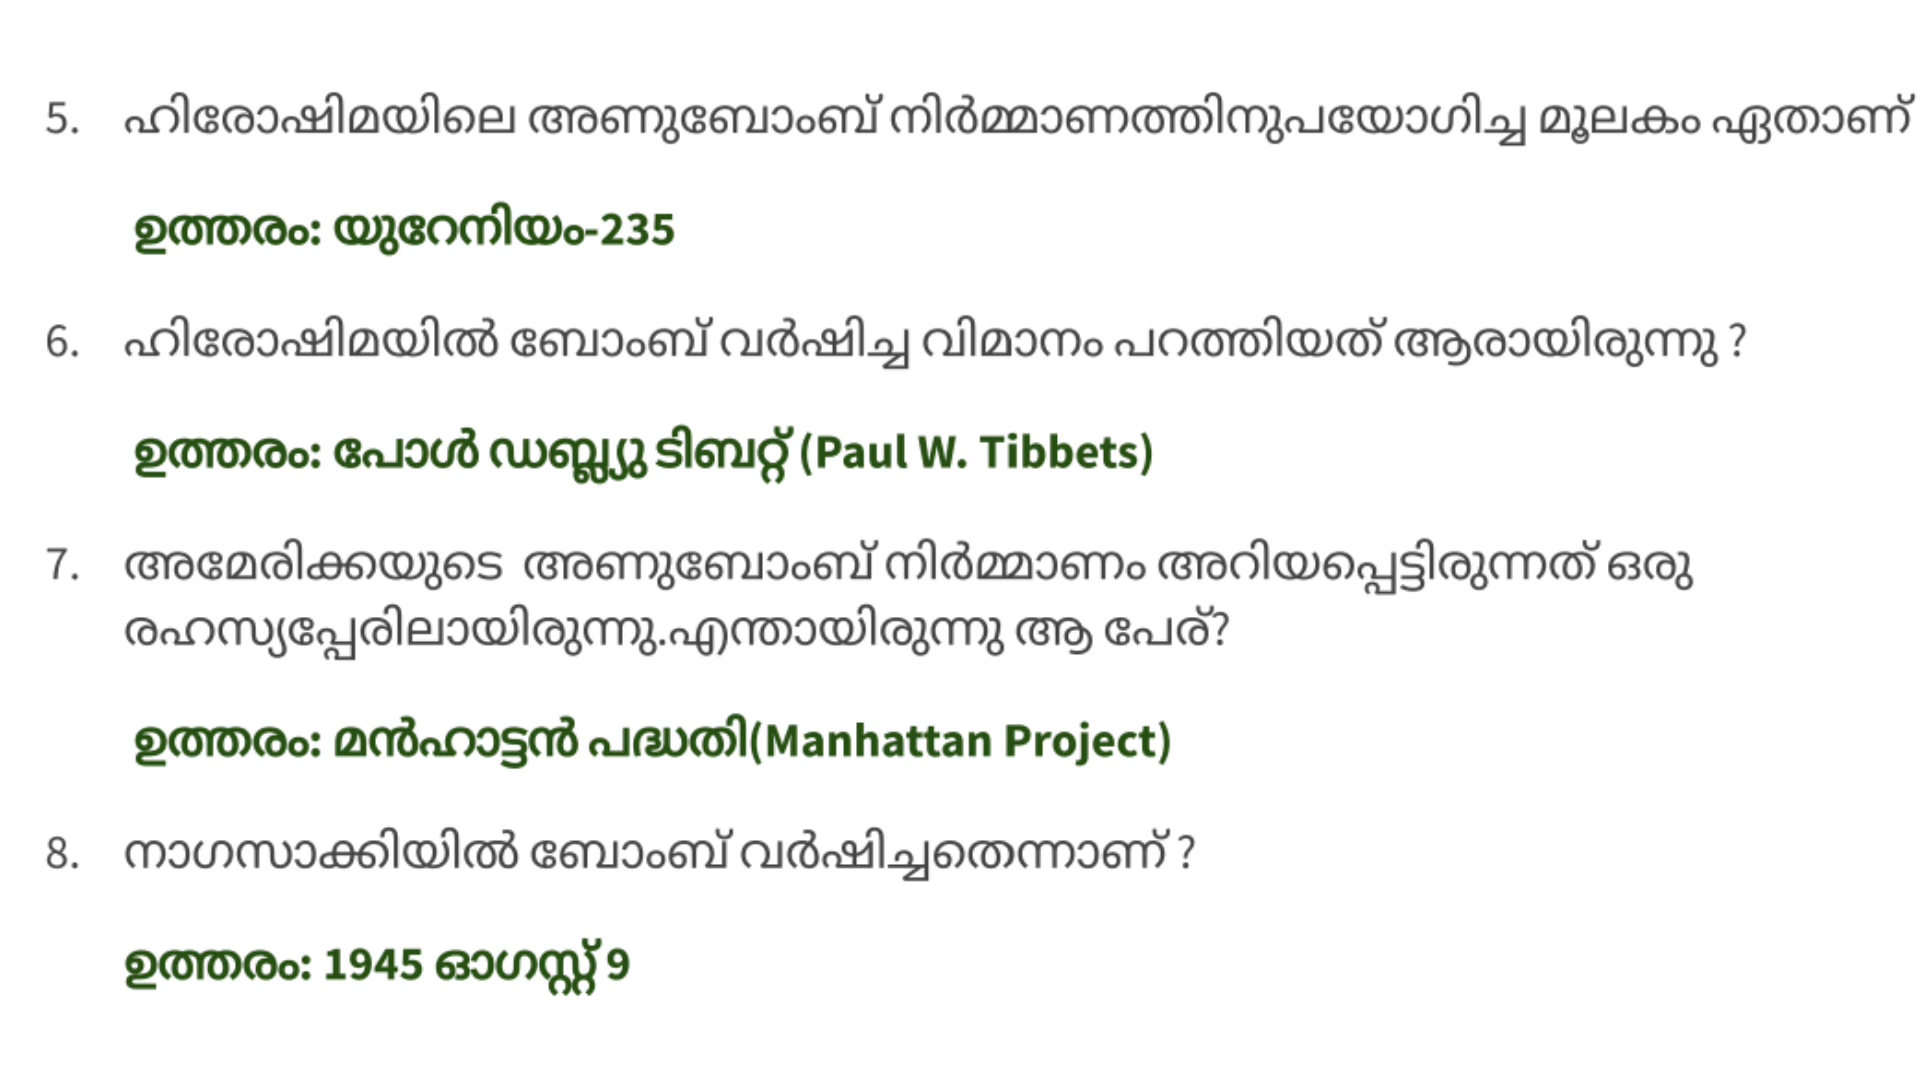 5. ഹിരോഷിമയിലെ അണുബോംബ് നിർമ്മാണത്തിനുപയോഗിച്ച മൂലകം ഏതാണ്
ഉത്തരം: യുറേനിയം-235
6. ഹിരോഷിമയിൽ ബോംബ് വർഷിച്ച വിമാനം പറത്തിയത് ആരായിരുന്നു ?
ഉത്തരം: പോൾ ഡബ്ല്യു ടിബറ്റ് (Paul W. Tibbets)
7. അമേരിക്കയുടെ അണുബോംബ് നിർമ്മാണം അറിയപ്പെട്ടിരുന്നത് ഒരു
രഹസ്യപ്പേരിലായിരുന്നു.എന്തായിരുന്നു ആ പേര്?
ഉത്തരം: മൻഹാട്ടൻ പദ്ധതി(Manhattan Project)
8. നാഗസാക്കിയിൽ ബോംബ് വർഷിച്ചതെന്നാണ് ?
ഉത്തരം: 1945 ഓഗസ്റ്റ് 9